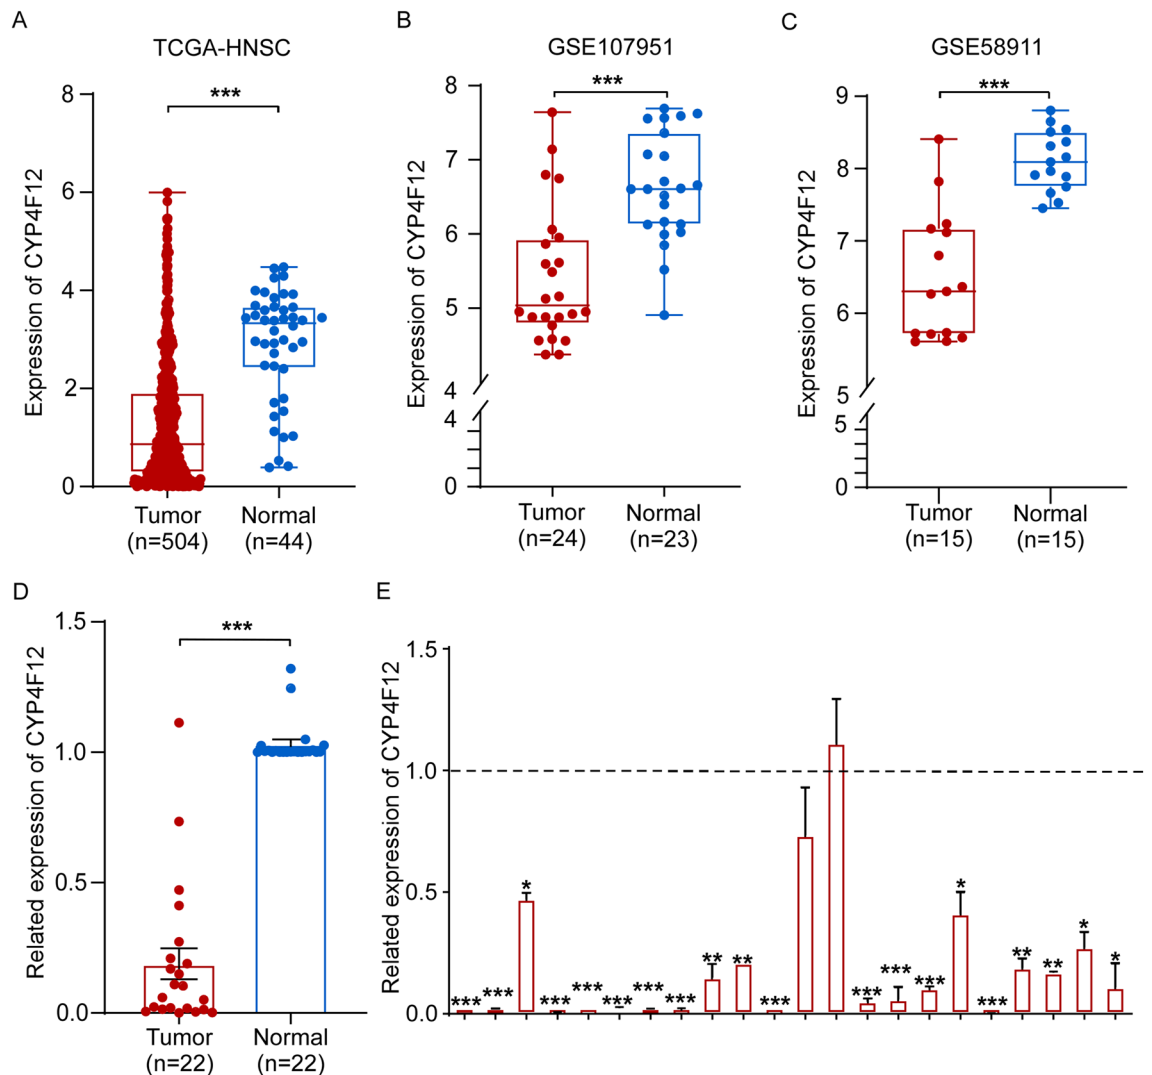 A
TCGA-HNSC
***
Expression of CYP4F12
8
6
4
2
0
Tumor
(n=504)
Normal
(n=44)
B
GSE107951
***
Expression of CYP4F12
8
7
6
5
4
4
0
Tumor
(n=24)
Normal
(n=23)
C
GSE58911
***
Expression of CYP4F12
9
8
7
6
5
5
0
Tumor
(n=15)
Normal
(n=15)
D
***
Related expression of CYP4F12
1.5
1.0
0.5
0.0
Tumor
(n=22)
Normal
(n=22)
E
Related expression of CYP4F12
1.5
1.0
0.5
0.0
***
***
*
***
***
***
***
***
**
**
***
***
***
***
*
***
**
**
*
*